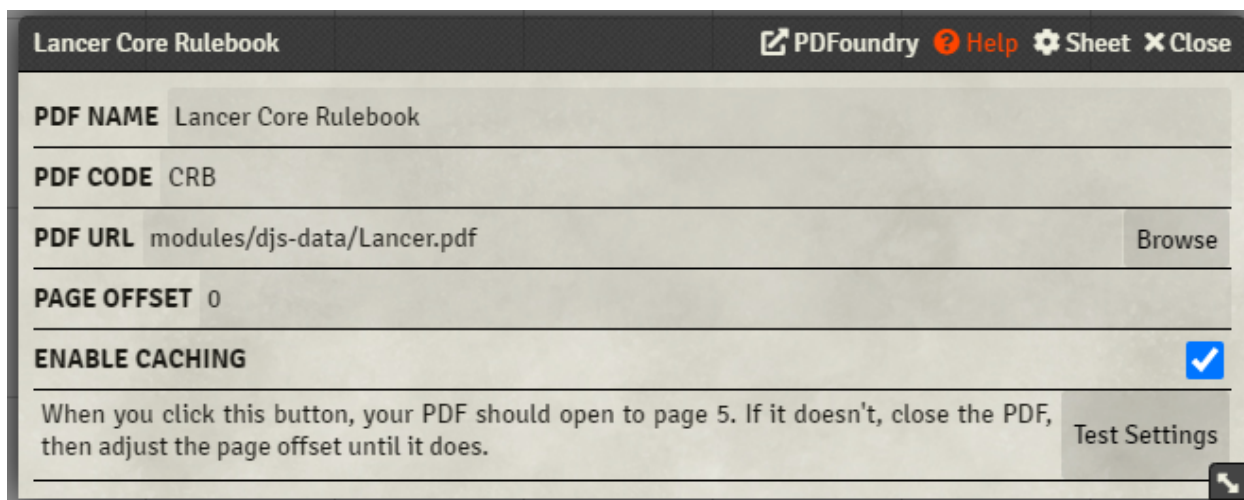 Lancer Core Rulebook PDFoundry Help Sheet Close
PDF NAME Lancer Core Rulebook
PDF CODE CRB
PDF URL modules/djs-data/Lancer.pdf Browse
PAGE OFFSET 0
ENABLE CACHING
When you click this button, your PDF should open to page 5. If it doesn't, close the PDF,
then adjust the page offset until it does. Test Settings